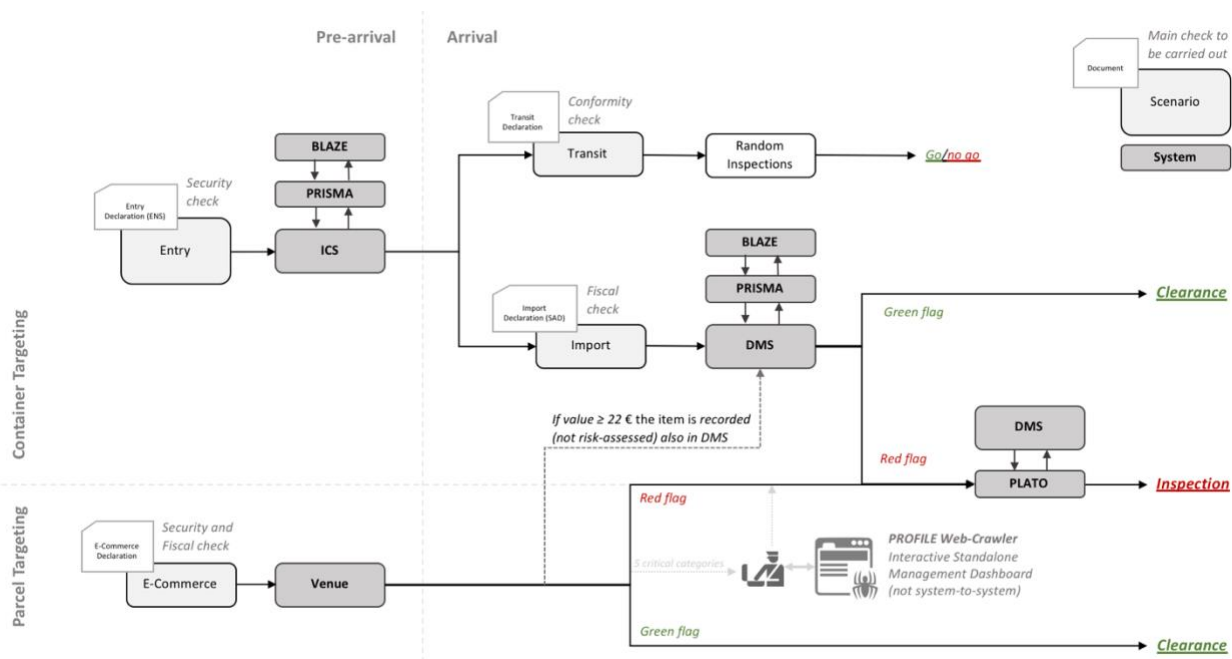 Pre-arrival
Arrival
Main check to
be carried out
Document
Scenario
System
Container Targeting
Entry
Declaration (ENS)
Security
check
Entry
BLAZE
PRISMA
ICS
Transit
Declaration
Conformity
check
Transit
Random
Inspections
Go/no go
Import
Declaration (SAD)
Fiscal
check
Import
BLAZE
PRISMA
DMS
Green flag
Clearance
If value ≥ 22 € the item is recorded
(not risk-assessed) also in DMS
Red flag
DMS
PLATO
Inspection
Parcel Targeting
E-Commerce
Declaration
Security and
Fiscal check
E-Commerce
Venue
Red flag
5 critical categories
PROFILE Web-Crawler
Interactive Standalone
Management Dashboard
(not system-to-system)
Green flag
Clearance